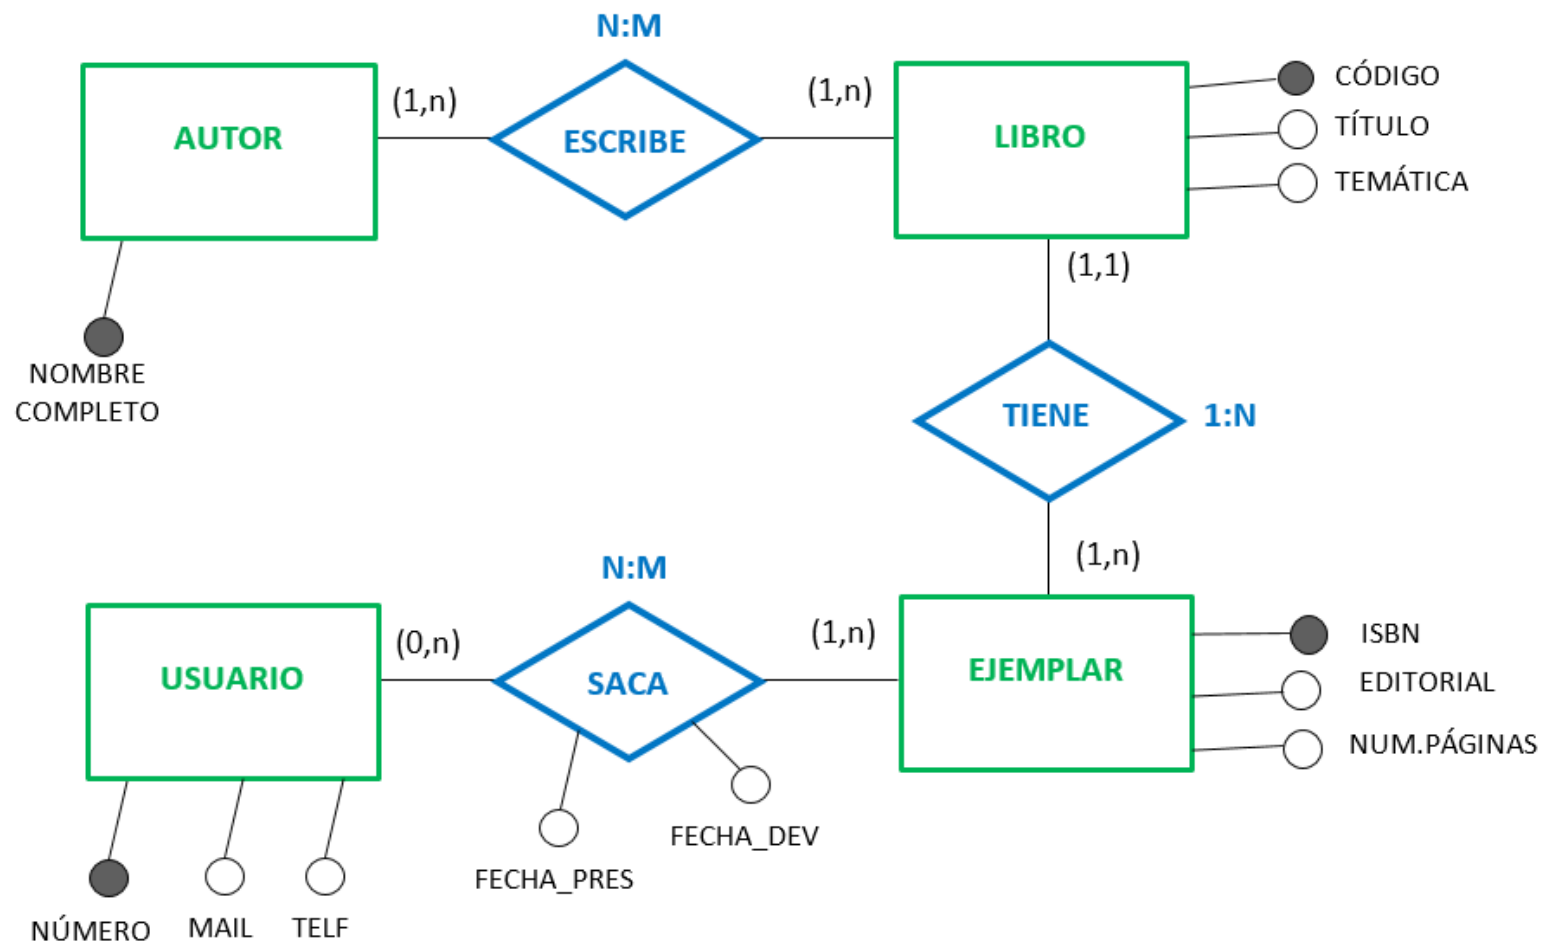 N:M
AUTOR
(1,n)
ESCRIBE
(1,n)
LIBRO
CÓDIGO
TÍTULO
TEMÁTICA
NOMBRE
COMPLETO
(1,1)
TIENE
1:N
(1,n)
N:M
USUARIO
(0,n)
SACA
(1,n)
EJEMPLAR
ISBN
EDITORIAL
NUM.PÁGINAS
FECHA_PRES
FECHA_DEV
NÚMERO
MAIL
TELF